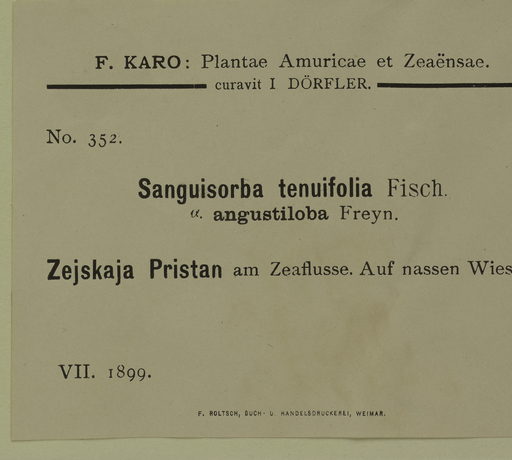 F. KARO: Plantae Amuricae et Zeaënsae.
curavit I DÖRFLER.
No. 352.
Sanguisorba tenuifolia Fisch.
α. angustiloba Freyn.
Zejskaja Pristan am Zeaflusse. Auf nassen Wies
VII. 1899.
F. ROLTSCH, BUCH- U. HANDELSDRUCKEREI, WEIMAR.